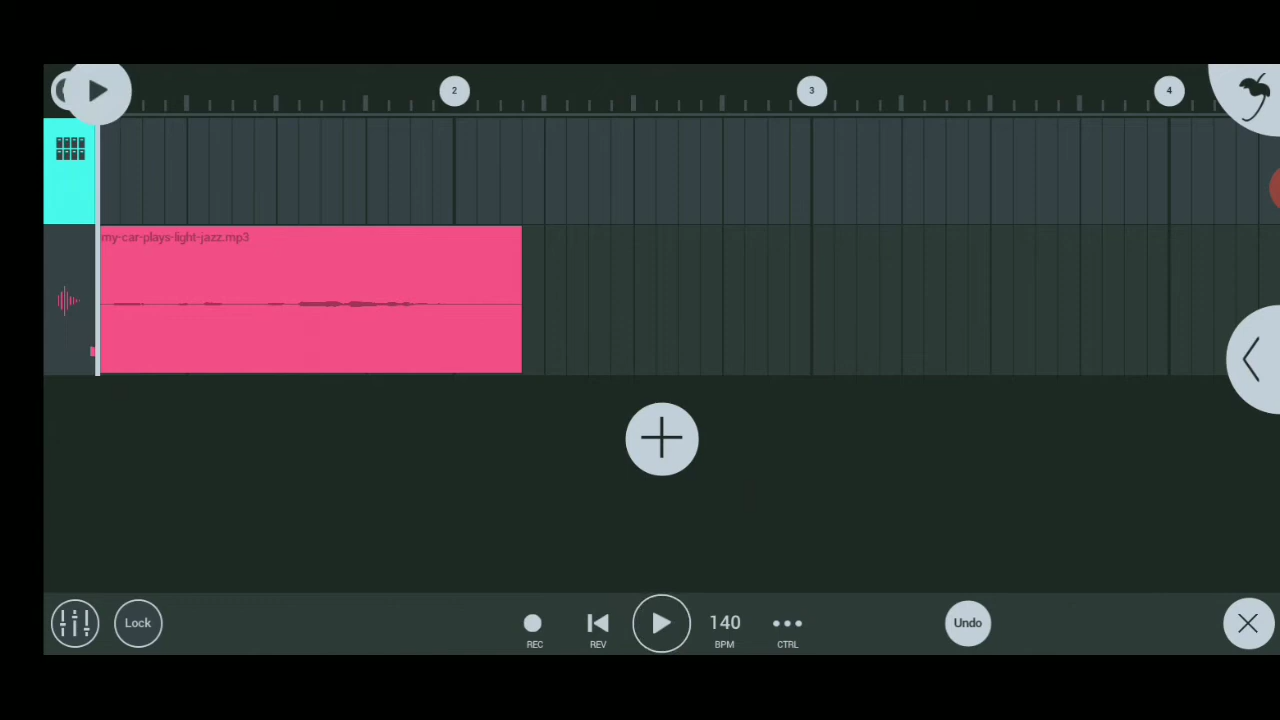 2
3
4
my-car-plays-light-jazz.mp3
Lock
REC
REV
140
BPM
CTRL
Undo